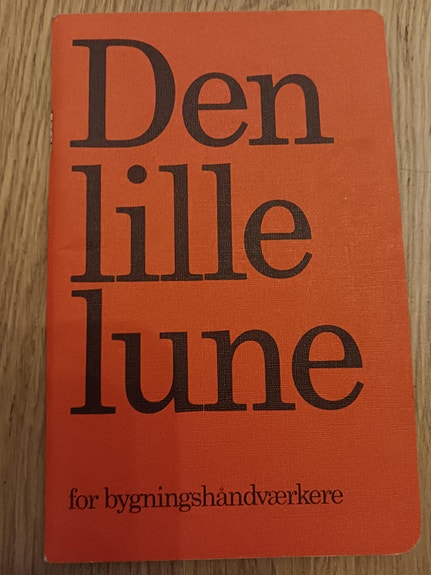 Den
lille
lune
for bygningshåndværkere